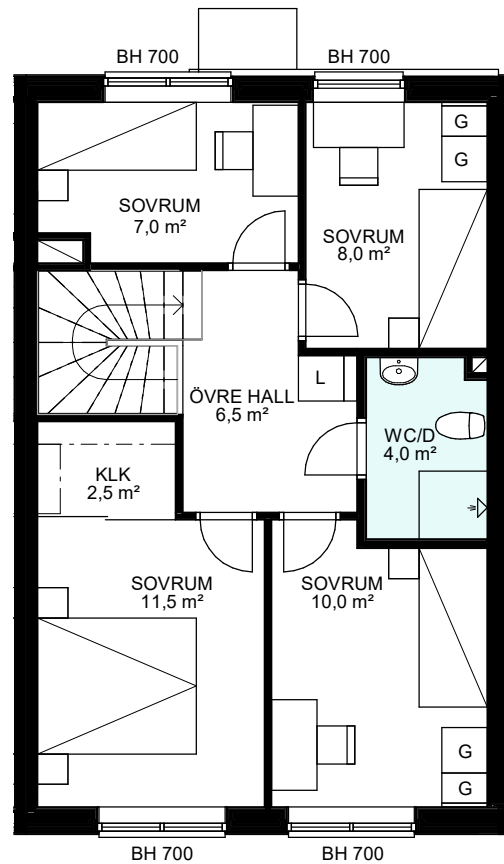 BH 700
BH 700
G
G
SOVRUM
7,0 m²
SOVRUM
8,0 m²
L
ÖVRE HALL
6,5 m²
WC/D
4,0 m²
KLK
2,5 m²
SOVRUM
11,5 m²
SOVRUM
10,0 m²
G
G
BH 700
BH 700